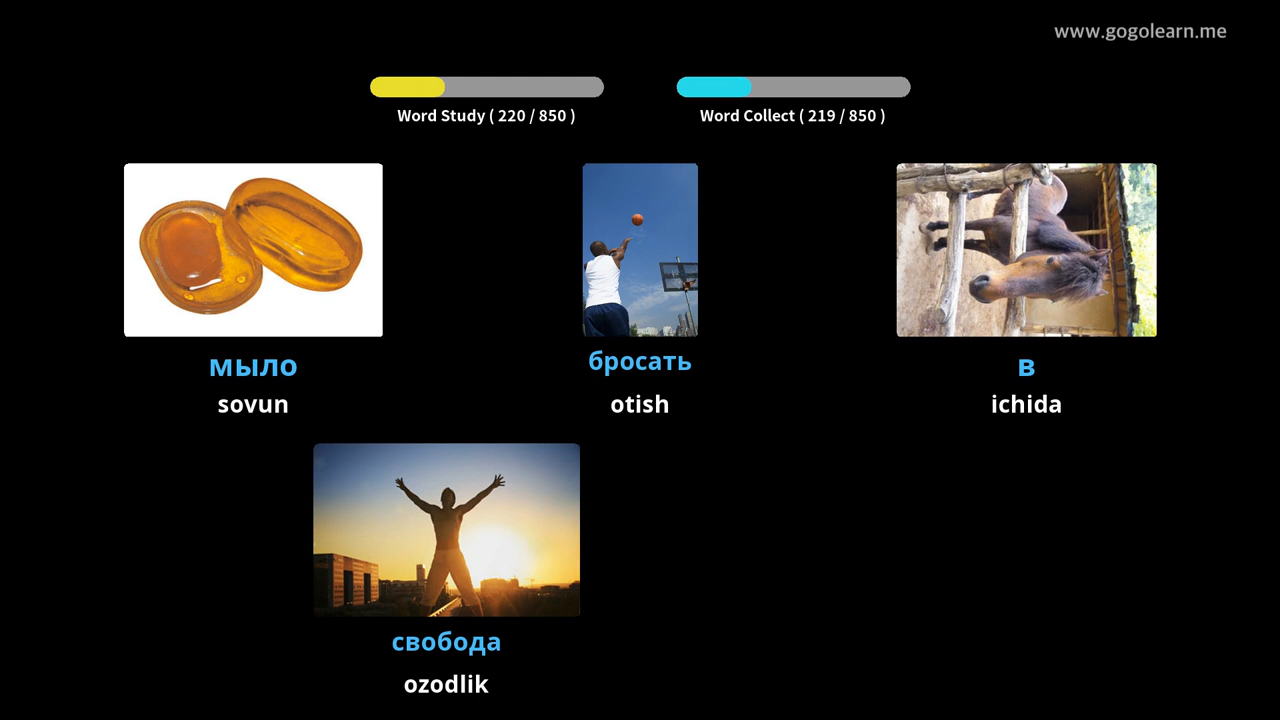 www.gogolearn.me
Word Study ( 220 / 850 )
Word Collect ( 219 / 850 )
мыло
sovun
бросать
otish
в
ichida
свобода
ozodlik